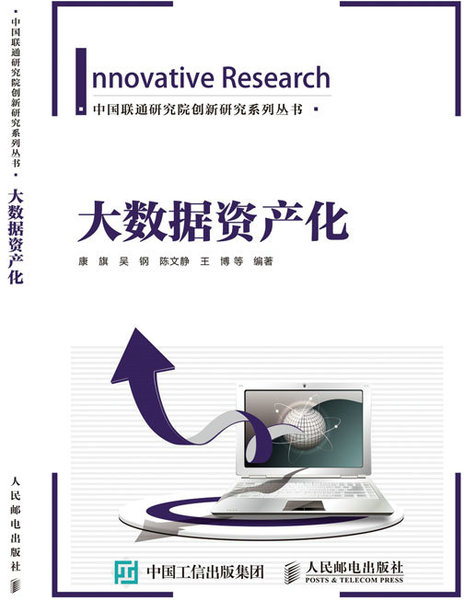 ·中国联通研究院创新研究系列丛书·
大数据资产化
人民邮电出版社
Innovative Research
·中国联通研究院创新研究系列丛书·
大数据资产化
康 旗 吴 钢 陈文静 王 博 等 编著
中国工信出版集团
人民邮电出版社
POSTS & TELECOM PRESS